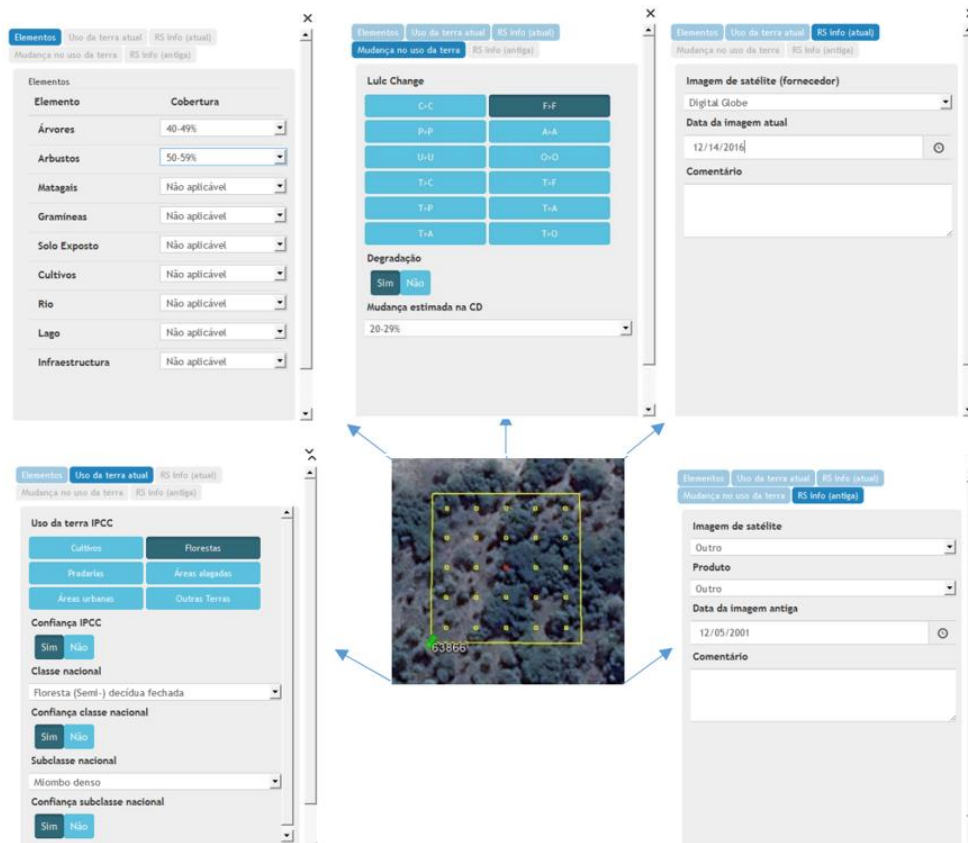 ×
Elementos Uso da terra atual RS info (atual)
Mudança no uso da terra RS info (antiga)
Elementos
Elemento Cobertura
Árvores 40-49%
Arbustos 50-59%
Matagais Não aplicável
Gramíneas Não aplicável
Solo Exposto Não aplicável
Cultivos Não aplicável
Rio Não aplicável
Lago Não aplicável
Infraestructura Não aplicável
×
Elementos Uso da terra atual RS info (atual)
Mudança no uso da terra RS info (antiga)
Lulc Change
C>C F>F
P>P A>A
U>U O>O
T>C T>F
T>P T>A
T>A T>O
Degradação
Sim Não
Mudança estimada na CD
20-29%
Elementos Uso da terra atual RS info (atual)
Mudança no uso da terra RS info (antiga)
Imagem de satélite (fornecedor)
Digital Globe
Data da imagem atual
12/14/2016
Comentário
Elementos Uso da terra atual RS info (atual)
Mudança no uso da terra RS info (antiga)
Uso da terra IPCC
Cultivos Florestas
Pradarias Áreas alagadas
Áreas urbanas Outras Terras
Confiança IPCC
Sim Não
Classe nacional
Floresta (Semi-) decídua fechada
Confiança classe nacional
Sim Não
Subclasse nacional
Miombo denso
Confiança subclasse nacional
Sim Não
63866
Elementos Uso da terra atual RS info (atual)
Mudança no uso da terra RS info (antiga)
Imagem de satélite
Outro
Produto
Outro
Data da imagem antiga
12/05/2001
Comentário